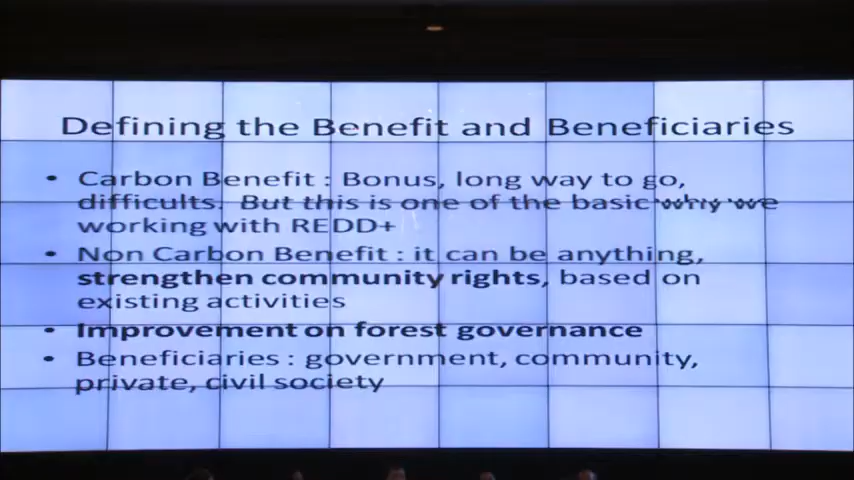 Defining the Benefit and Beneficiaries
• Carbon Benefit : Bonus, long way to go,
difficults. But this is one of the basic why we
working with REDD+
• Non Carbon Benefit : it can be anything,
strengthen community rights, based on
existing activities
• Improvement on forest governance
• Beneficiaries : government, community,
private, civil society